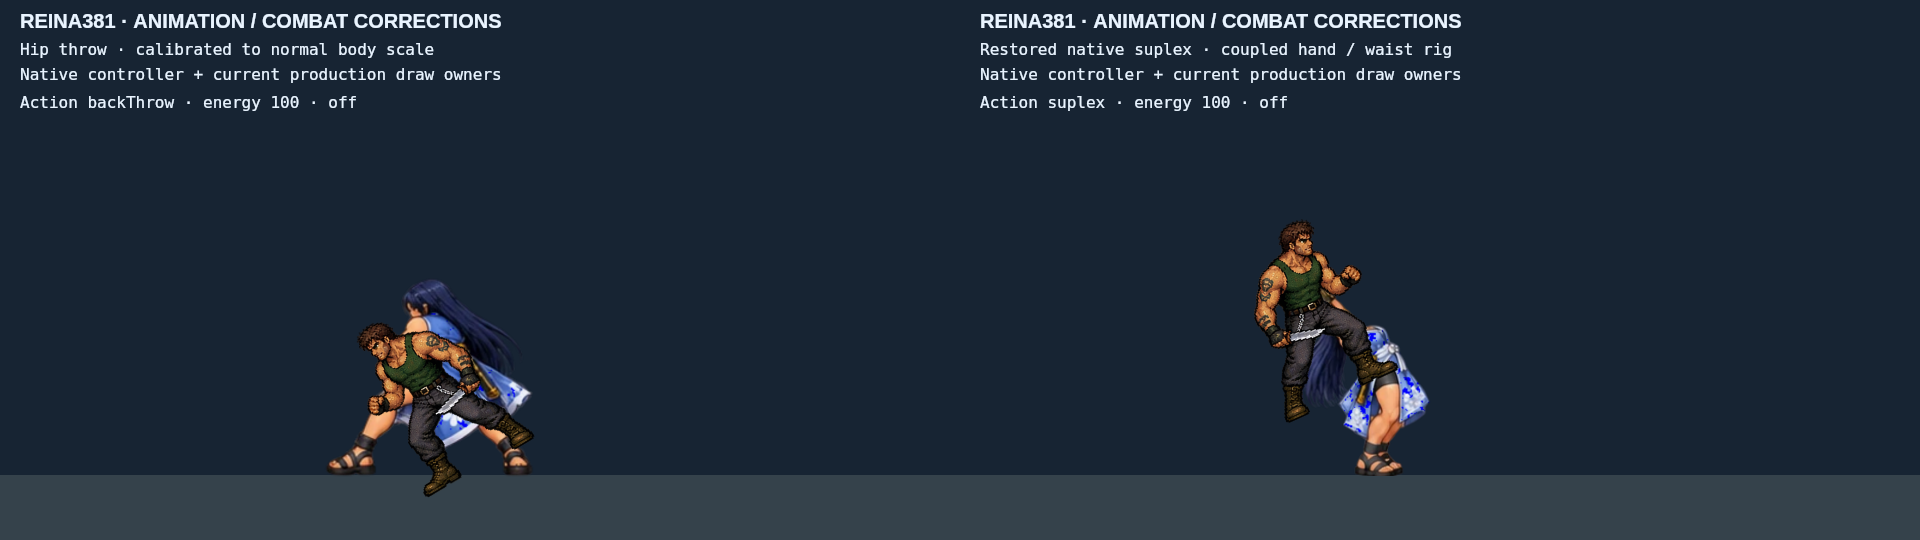 REINA381 · ANIMATION / COMBAT CORRECTIONS
Hip throw · calibrated to normal body scale
Native controller + current production draw owners
Action backThrow · energy 100 · off
REINA381 · ANIMATION / COMBAT CORRECTIONS
Restored native suplex · coupled hand / waist rig
Native controller + current production draw owners
Action suplex · energy 100 · off